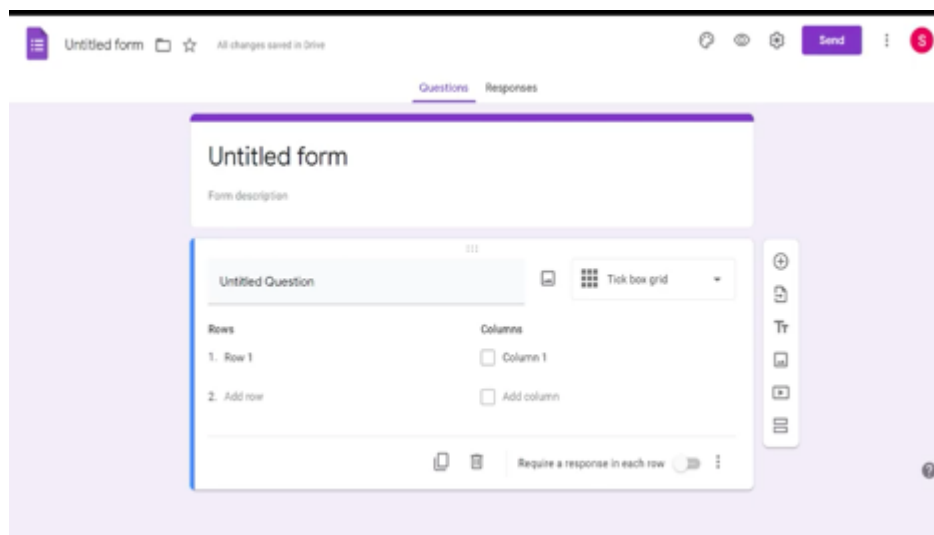 Untitled form All changes saved in Drive Send S
Questions Responses
Untitled form
Form description
Untitled Question Tick box grid
Rows Columns
1. Row 1 Column 1
2. Add row Add column
Require a response in each row